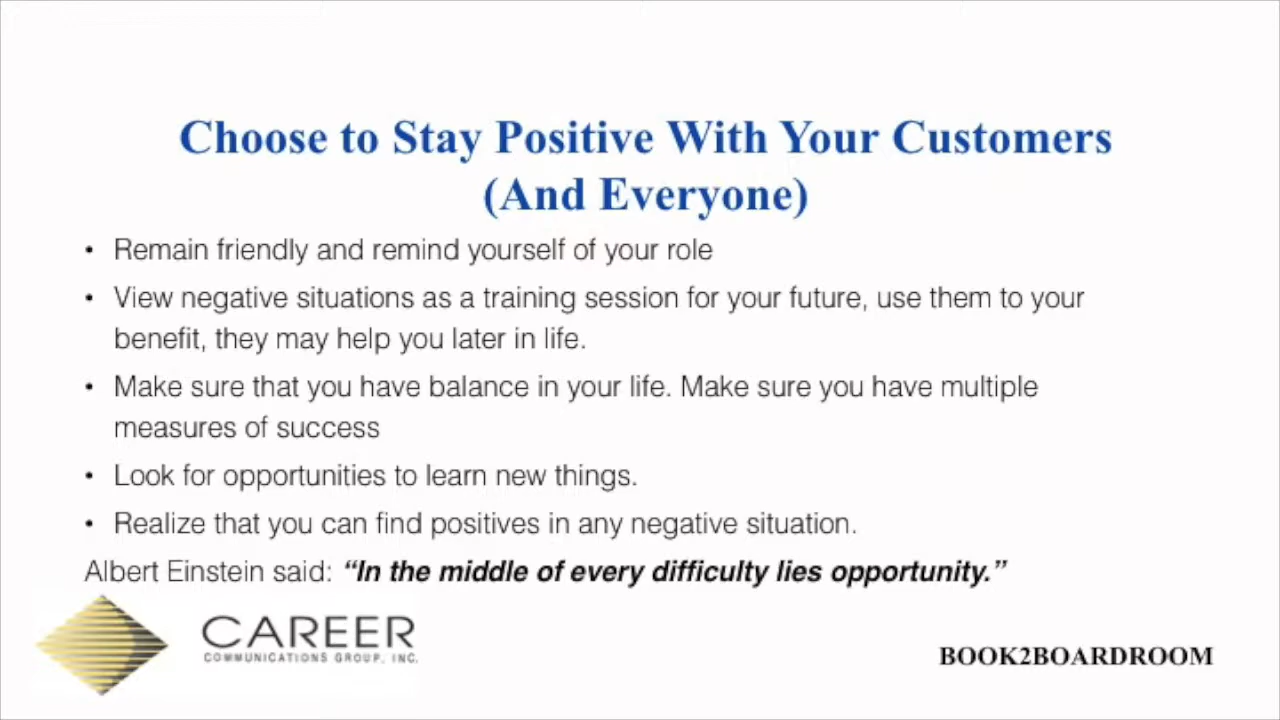 Choose to Stay Positive With Your Customers
(And Everyone)
• Remain friendly and remind yourself of your role
• View negative situations as a training session for your future, use them to your
benefit, they may help you later in life.
• Make sure that you have balance in your life. Make sure you have multiple
measures of success
• Look for opportunities to learn new things.
• Realize that you can find positives in any negative situation.
Albert Einstein said: “In the middle of every difficulty lies opportunity.”
CAREER
COMMUNICATIONS GROUP, INC.
BOOK2BOARDROOM